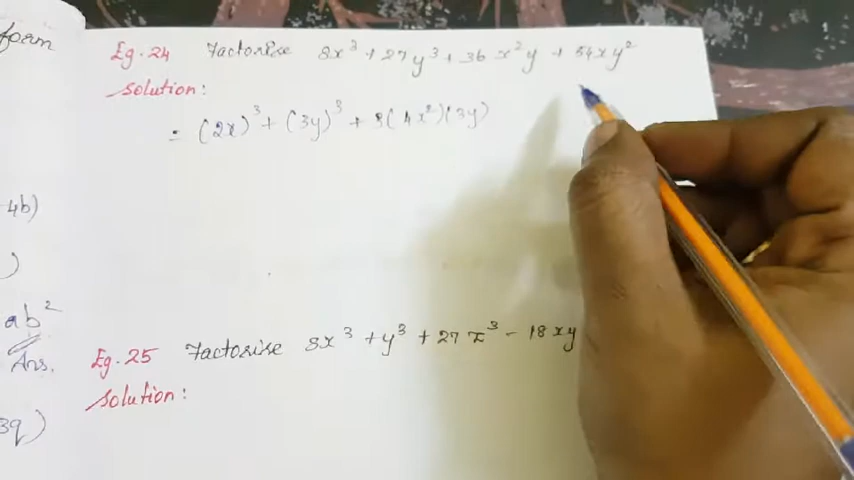 form
Eg.24 Factorise 8x³ + 27y³ + 36x²y + 54xy²
Solution:
= (2x)³ + (3y)³ + 3(4x²)(3y)
-4b)
)
ab²
Ans.
3q)
Eg.25 Factorise 8x³ + y³ + 27z³ - 18xy
Solution: